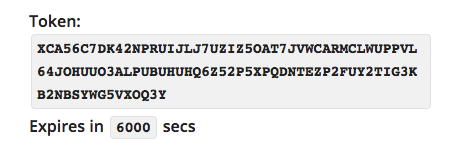 Token:
XCA56C7DK42NPRUIJLJ7UZIZ5OAT7JVWCARMCLWUPPVL
64JOHUUO3ALPUBUHUHQ6Z52P5XPQDNTEZP2FUY2TIG3K
B2NBSYWG5VXOQ3Y
Expires in 6000 secs